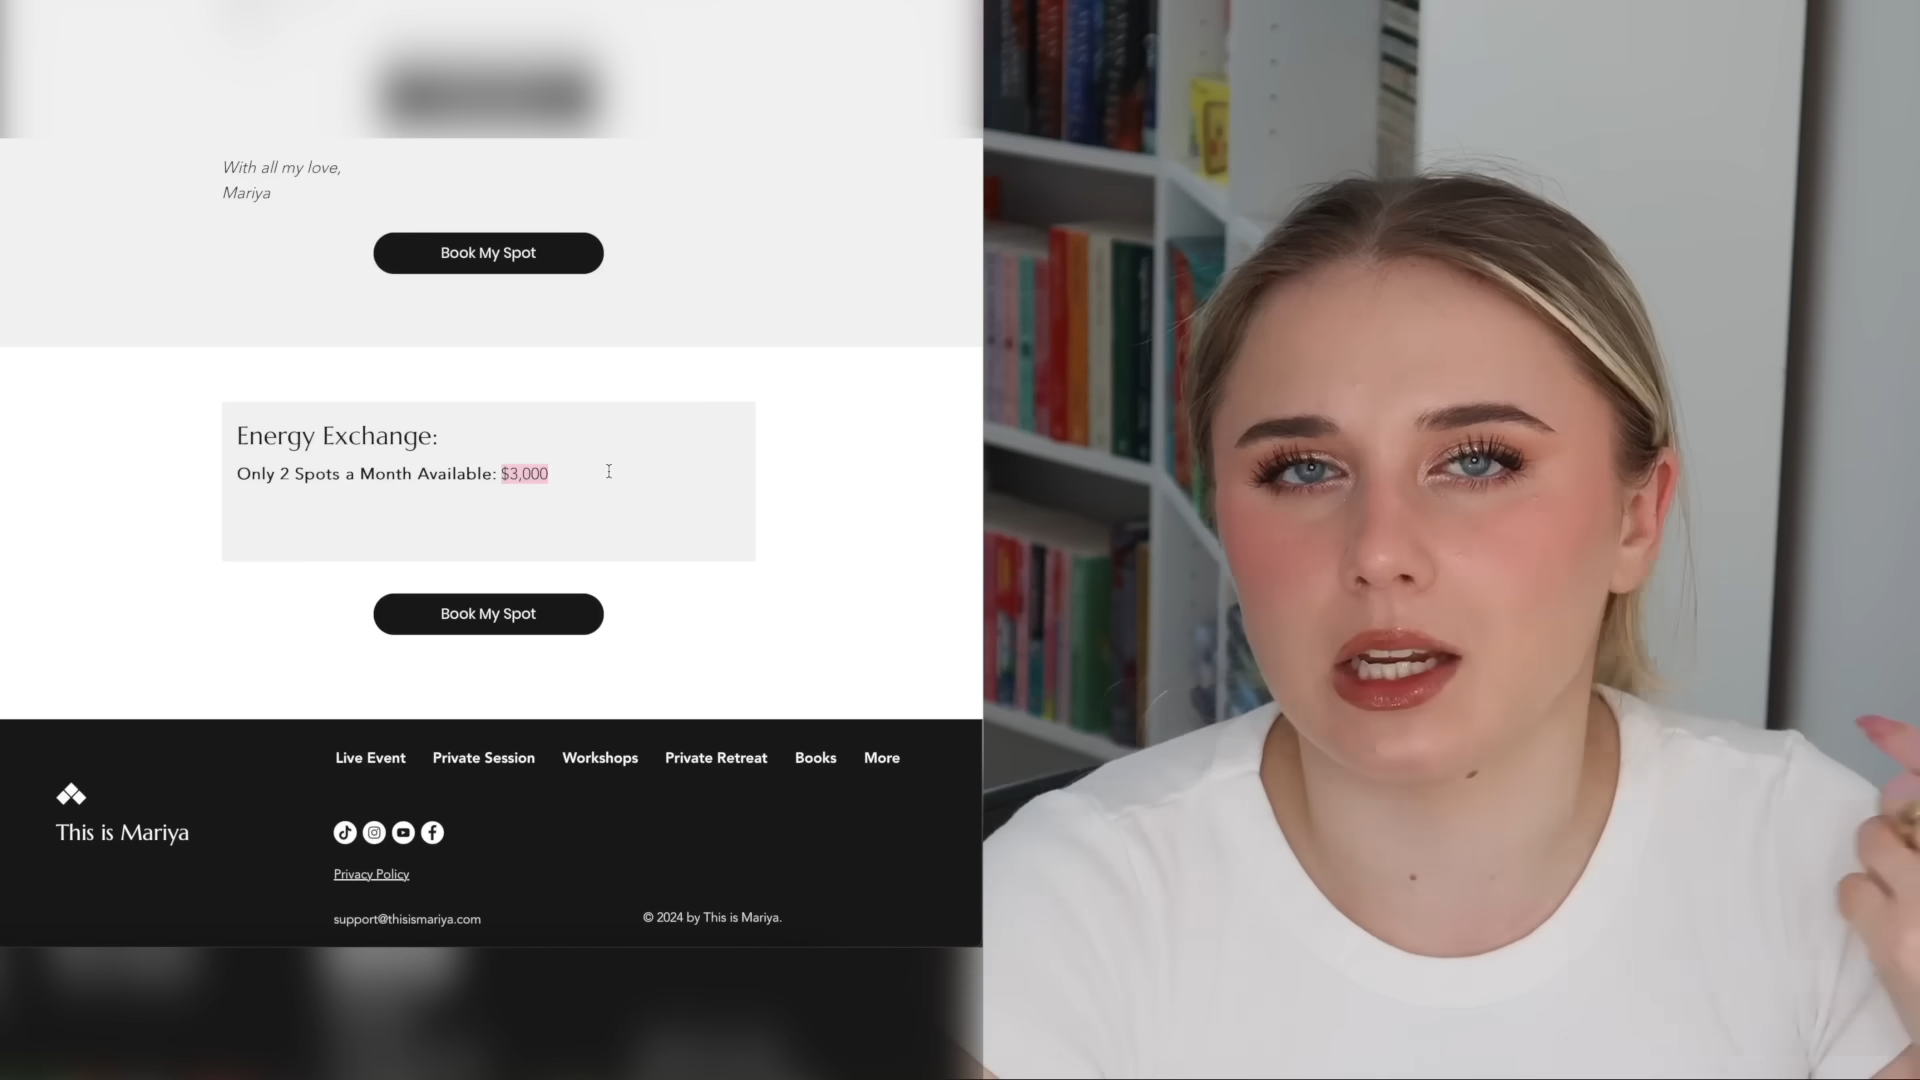 With all my love,
Mariya
Book My Spot
Energy Exchange:
Only 2 Spots a Month Available: $3,000
Book My Spot
Live Event Private Session Workshops Private Retreat Books More
This is Mariya
Privacy Policy
support@thisismariya.com
© 2024 by This is Mariya.